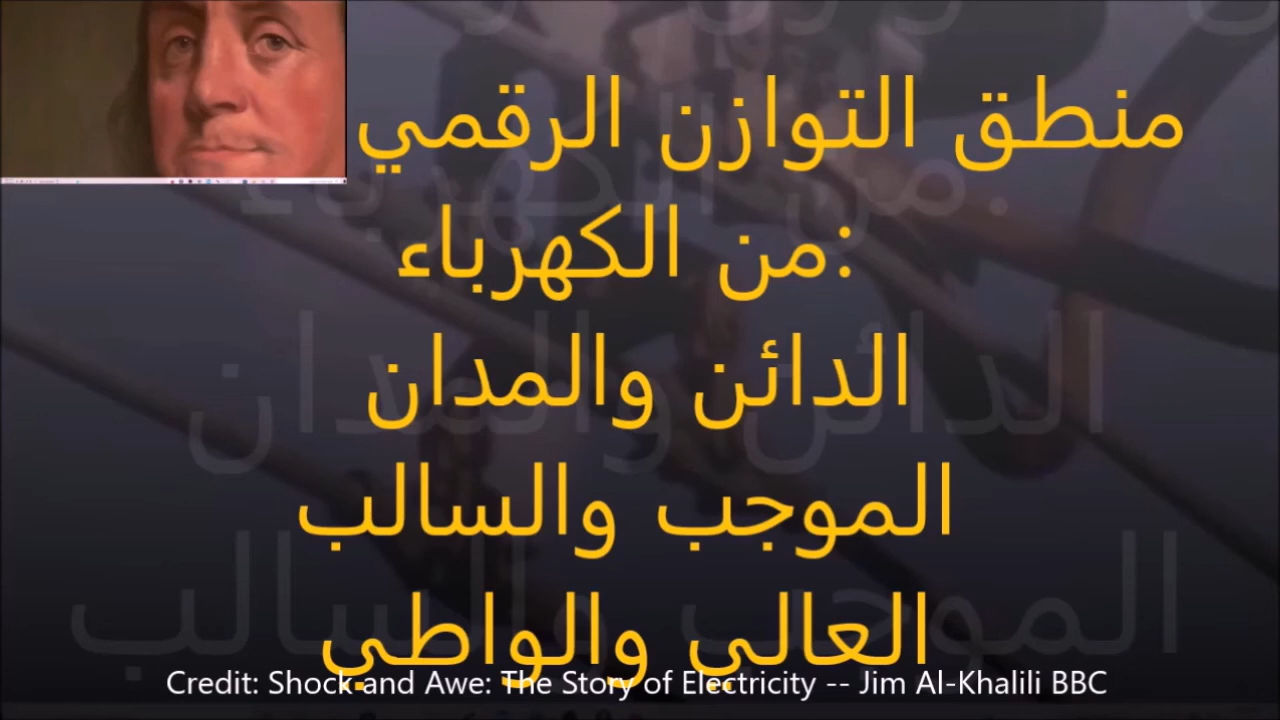 منطق التوازن الرقمي
من الكهرباء:
الدائن والمدان
الموجب والسالب
العالي والواطي
Credit: Shock and Awe: The Story of Electricity -- Jim Al-Khalili BBC